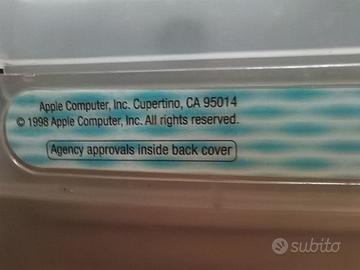 Apple Computer, Inc. Cupertino, CA 95014
© 1998 Apple Computer, Inc. All rights reserved.
Agency approvals inside back cover
subito